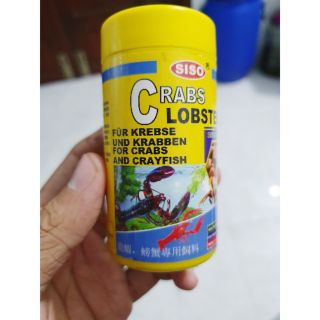 SISO
CRABS
LOBSTE
FÜR KREBSE
UND KRABBEN
FOR CRABS
AND CRAYFISH
螃蟹專用飼料